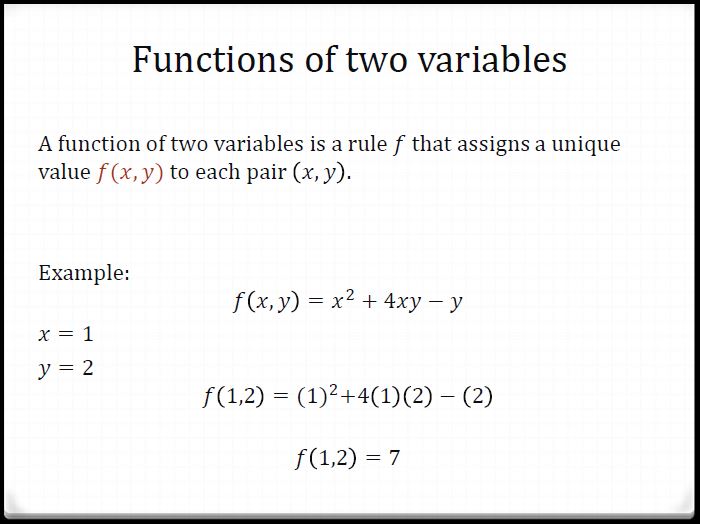 Functions of two variables
A function of two variables is a rule f that assigns a unique
value f(x, y) to each pair (x, y).
Example:
f(x, y) = x² + 4xy − y
x = 1
y = 2
f(1,2) = (1)²+4(1)(2) − (2)
f(1,2) = 7